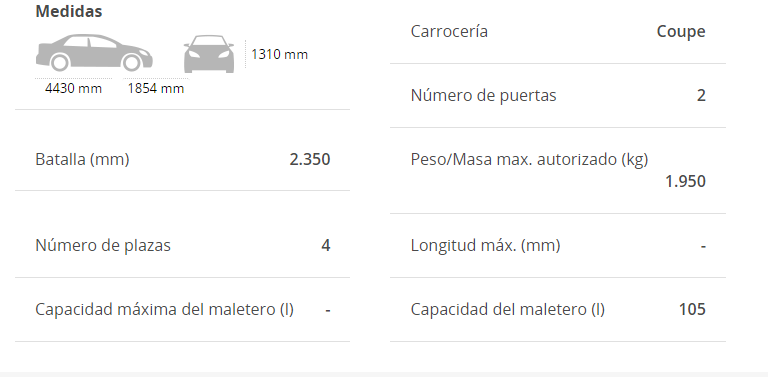 Medidas
1310 mm
4430 mm
1854 mm
Batalla (mm)
2.350
Número de plazas
4
Capacidad máxima del maletero (l)
-
Carrocería
Coupe
Número de puertas
2
Peso/Masa max. autorizado (kg)
1.950
Longitud máx. (mm)
-
Capacidad del maletero (l)
105